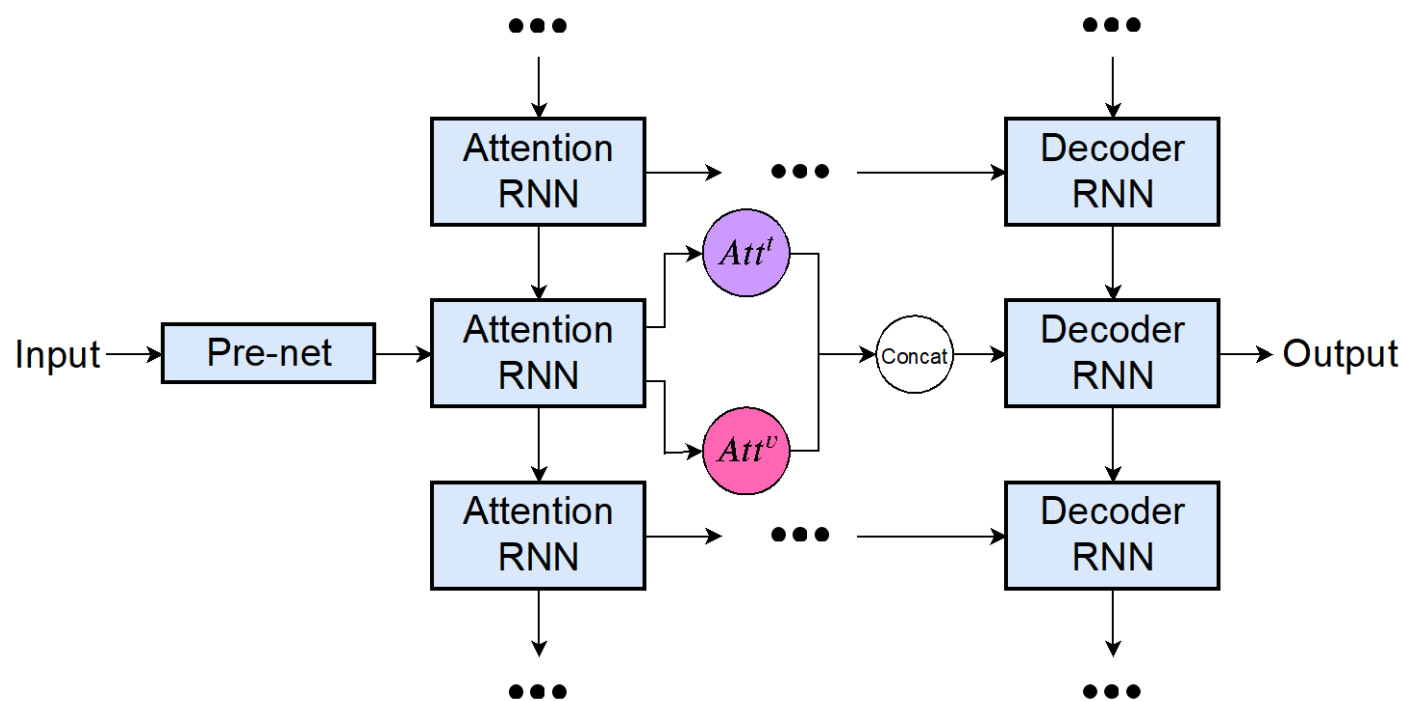 Attention
RNN
Decoder
RNN
Att^t
Input
Pre-net
Attention
RNN
Concat
Decoder
RNN
Output
Att^v
Attention
RNN
Decoder
RNN